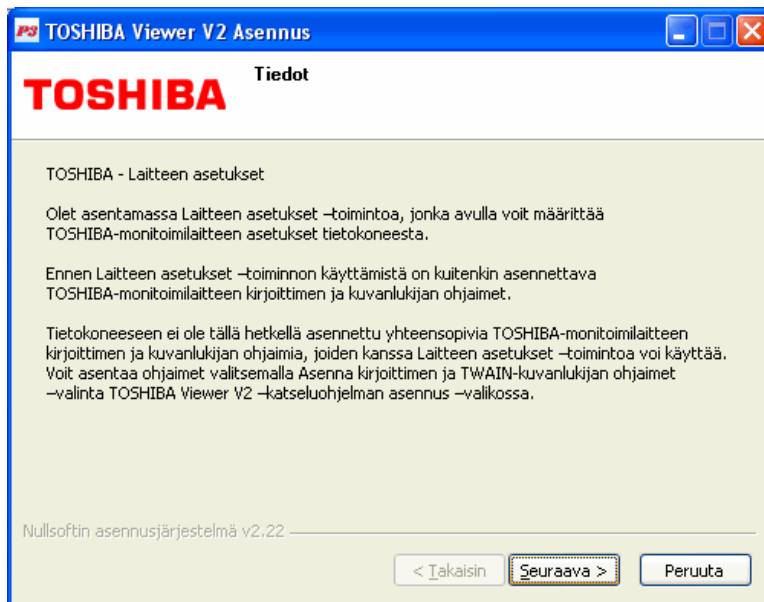 P3 TOSHIBA Viewer V2 Asennus
TOSHIBA
Tiedot
TOSHIBA - Laitteen asetukset
Olet asentamassa Laitteen asetukset –toimintoa, jonka avulla voit määrittää
TOSHIBA-monitoimilaitteen asetukset tietokoneesta.
Ennen Laitteen asetukset –toiminnon käyttämistä on kuitenkin asennettava
TOSHIBA-monitoimilaitteen kirjoittimen ja kuvanlukijan ohjaimet.
Tietokoneeseen ei ole tällä hetkellä asennettu yhteensopivia TOSHIBA-monitoimilaitteen
kirjoittimen ja kuvanlukijan ohjaimia, joiden kanssa Laitteen asetukset –toimintoa voi käyttää.
Voit asentaa ohjaimet valitsemalla Asenna kirjoittimen ja TWAIN-kuvanlukijan ohjaimet
–valinta TOSHIBA Viewer V2 –katseluohjelman asennus –valikossa.
Nullsoftin asennusjärjestelmä v2.22
< Takaisin Seuraava > Peruuta